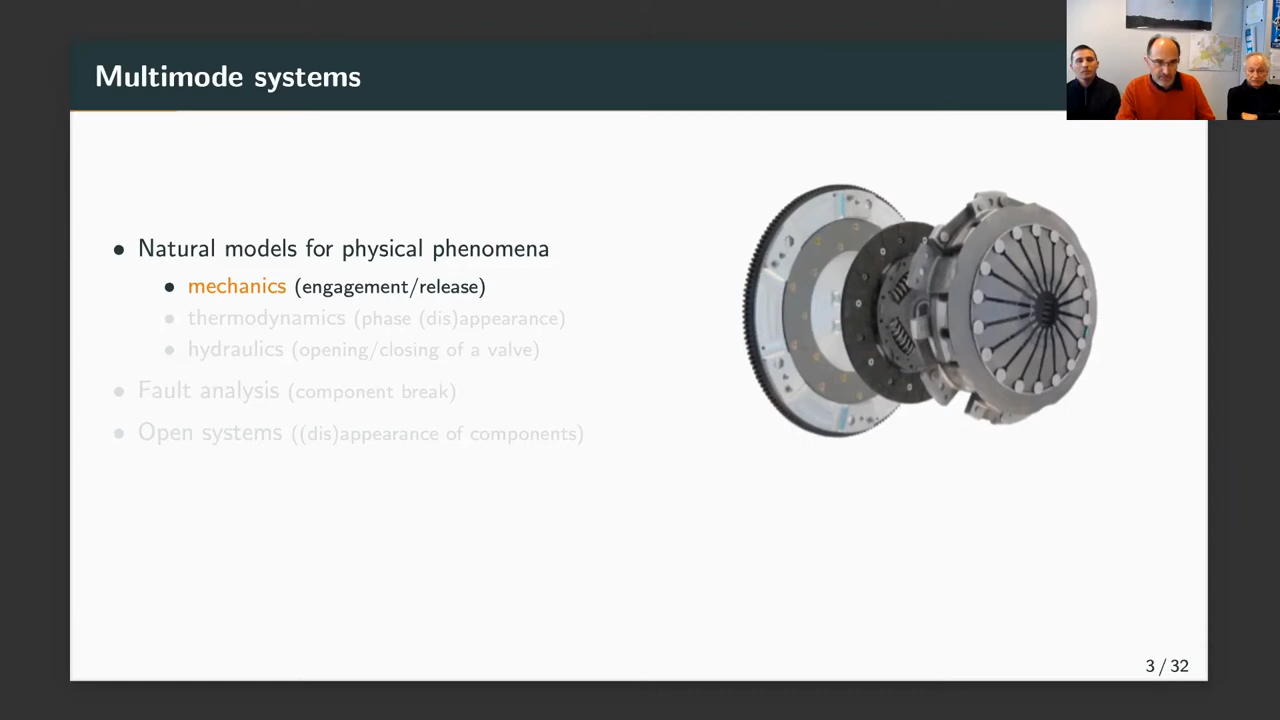 Multimode systems
• Natural models for physical phenomena
• mechanics (engagement/release)
• thermodynamics (phase (dis)appearance)
• hydraulics (opening/closing of a valve)
• Fault analysis (component break)
• Open systems ((dis)appearance of components)
3 / 32